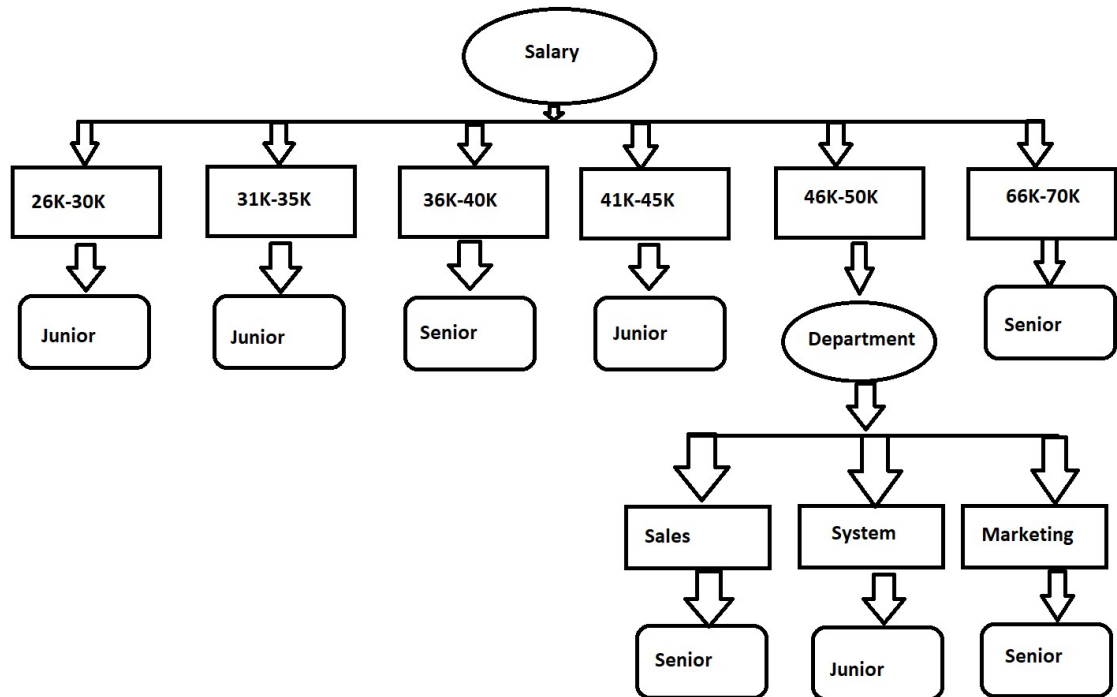 Salary
26K-30K
31K-35K
36K-40K
41K-45K
46K-50K
66K-70K
Junior
Junior
Senior
Junior
Department
Senior
Sales
System
Marketing
Senior
Junior
Senior